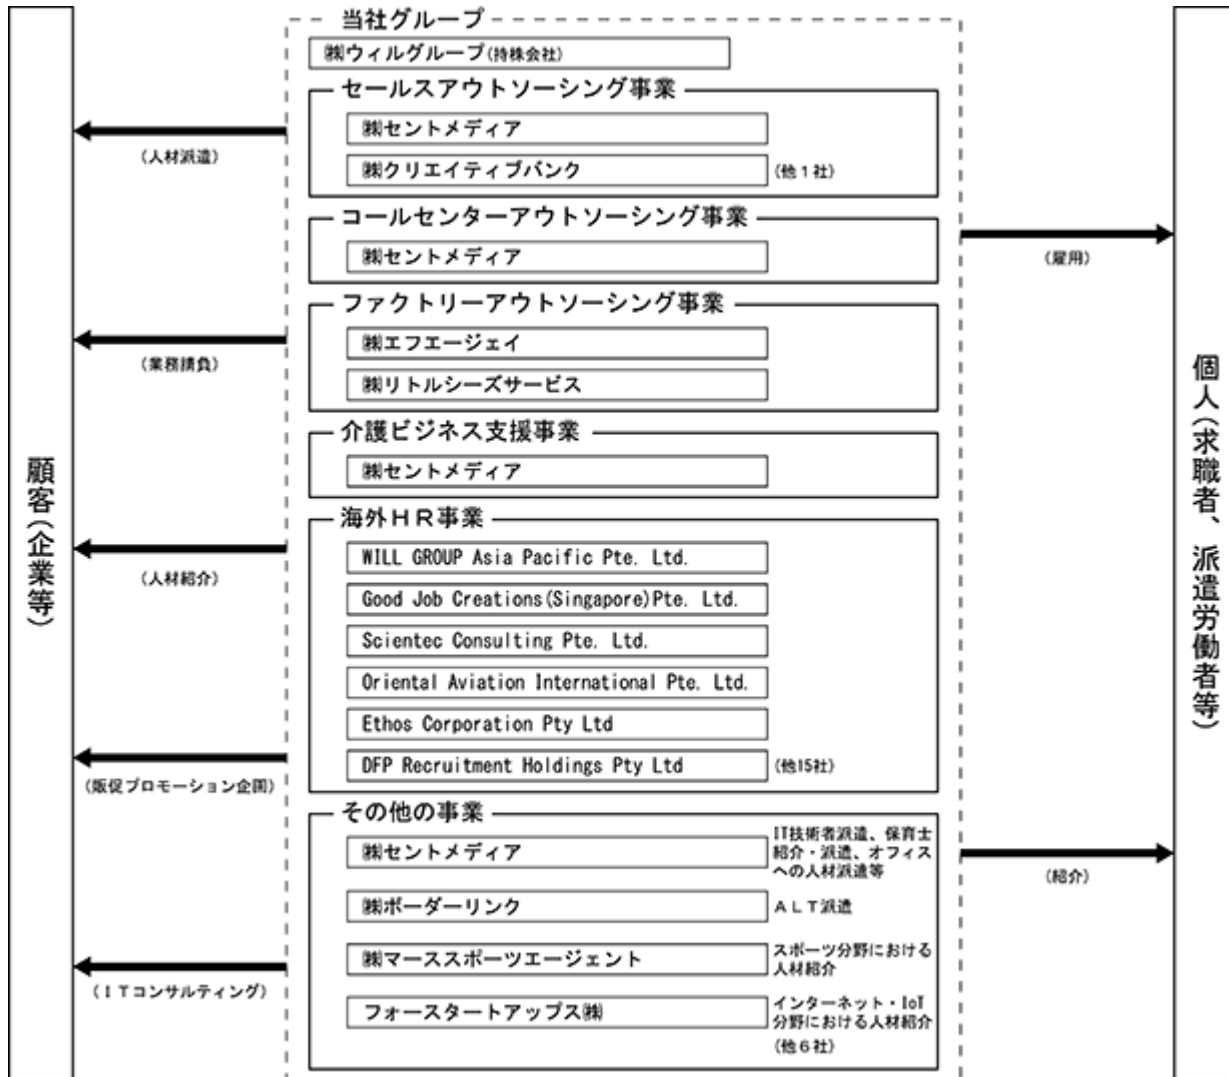 当社グループ
㈱ウィルグループ(持株会社)
セールスアウトソーシング事業
㈱セントメディア
㈱クリエイティブバンク
(他1社)
コールセンターアウトソーシング事業
㈱セントメディア
ファクトリーアウトソーシング事業
㈱エフエージェイ
㈱リトルシーズサービス
介護ビジネス支援事業
㈱セントメディア
海外HR事業
WILL GROUP Asia Pacific Pte. Ltd.
Good Job Creations(Singapore)Pte. Ltd.
Scientec Consulting Pte. Ltd.
Oriental Aviation International Pte. Ltd.
Ethos Corporation Pty Ltd
DFP Recruitment Holdings Pty Ltd
(他15社)
その他の事業
㈱セントメディア
IT技術者派遣、保育士
紹介・派遣、オフィス
への人材派遣等
㈱ボーダーリンク
ALT派遣
㈱マーススポーツエージェント
スポーツ分野における
人材紹介
フォースタートアップス㈱
インターネット・IoT
分野における人材紹介
(他6社)
顧客(企業等)
(人材派遣)
(業務請負)
(人材紹介)
(販促プロモーション企画)
(ITコンサルティング)
(雇用)
(紹介)
個人(求職者、派遣労働者等)